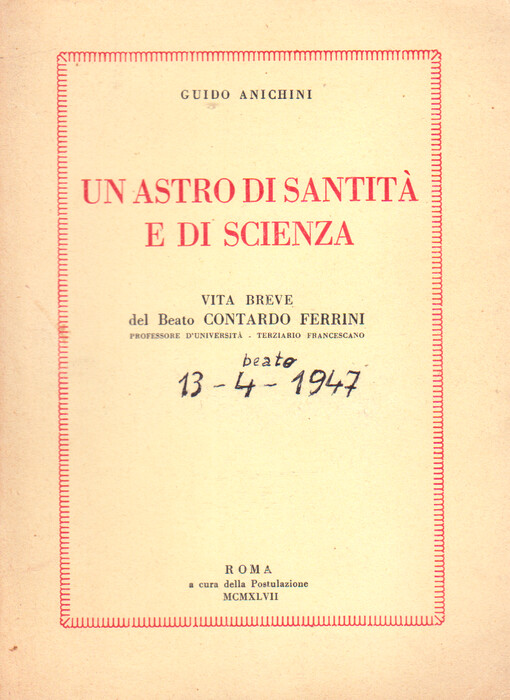 GUIDO ANICHINI
UN ASTRO DI SANTITÀ
E DI SCIENZA
VITA BREVE
del Beato CONTARDO FERRINI
PROFESSORE D'UNIVERSITÀ - TERZIARIO FRANCESCANO
beato
13-4-1947
ROMA
a cura della Postulazione
MCMXLVII